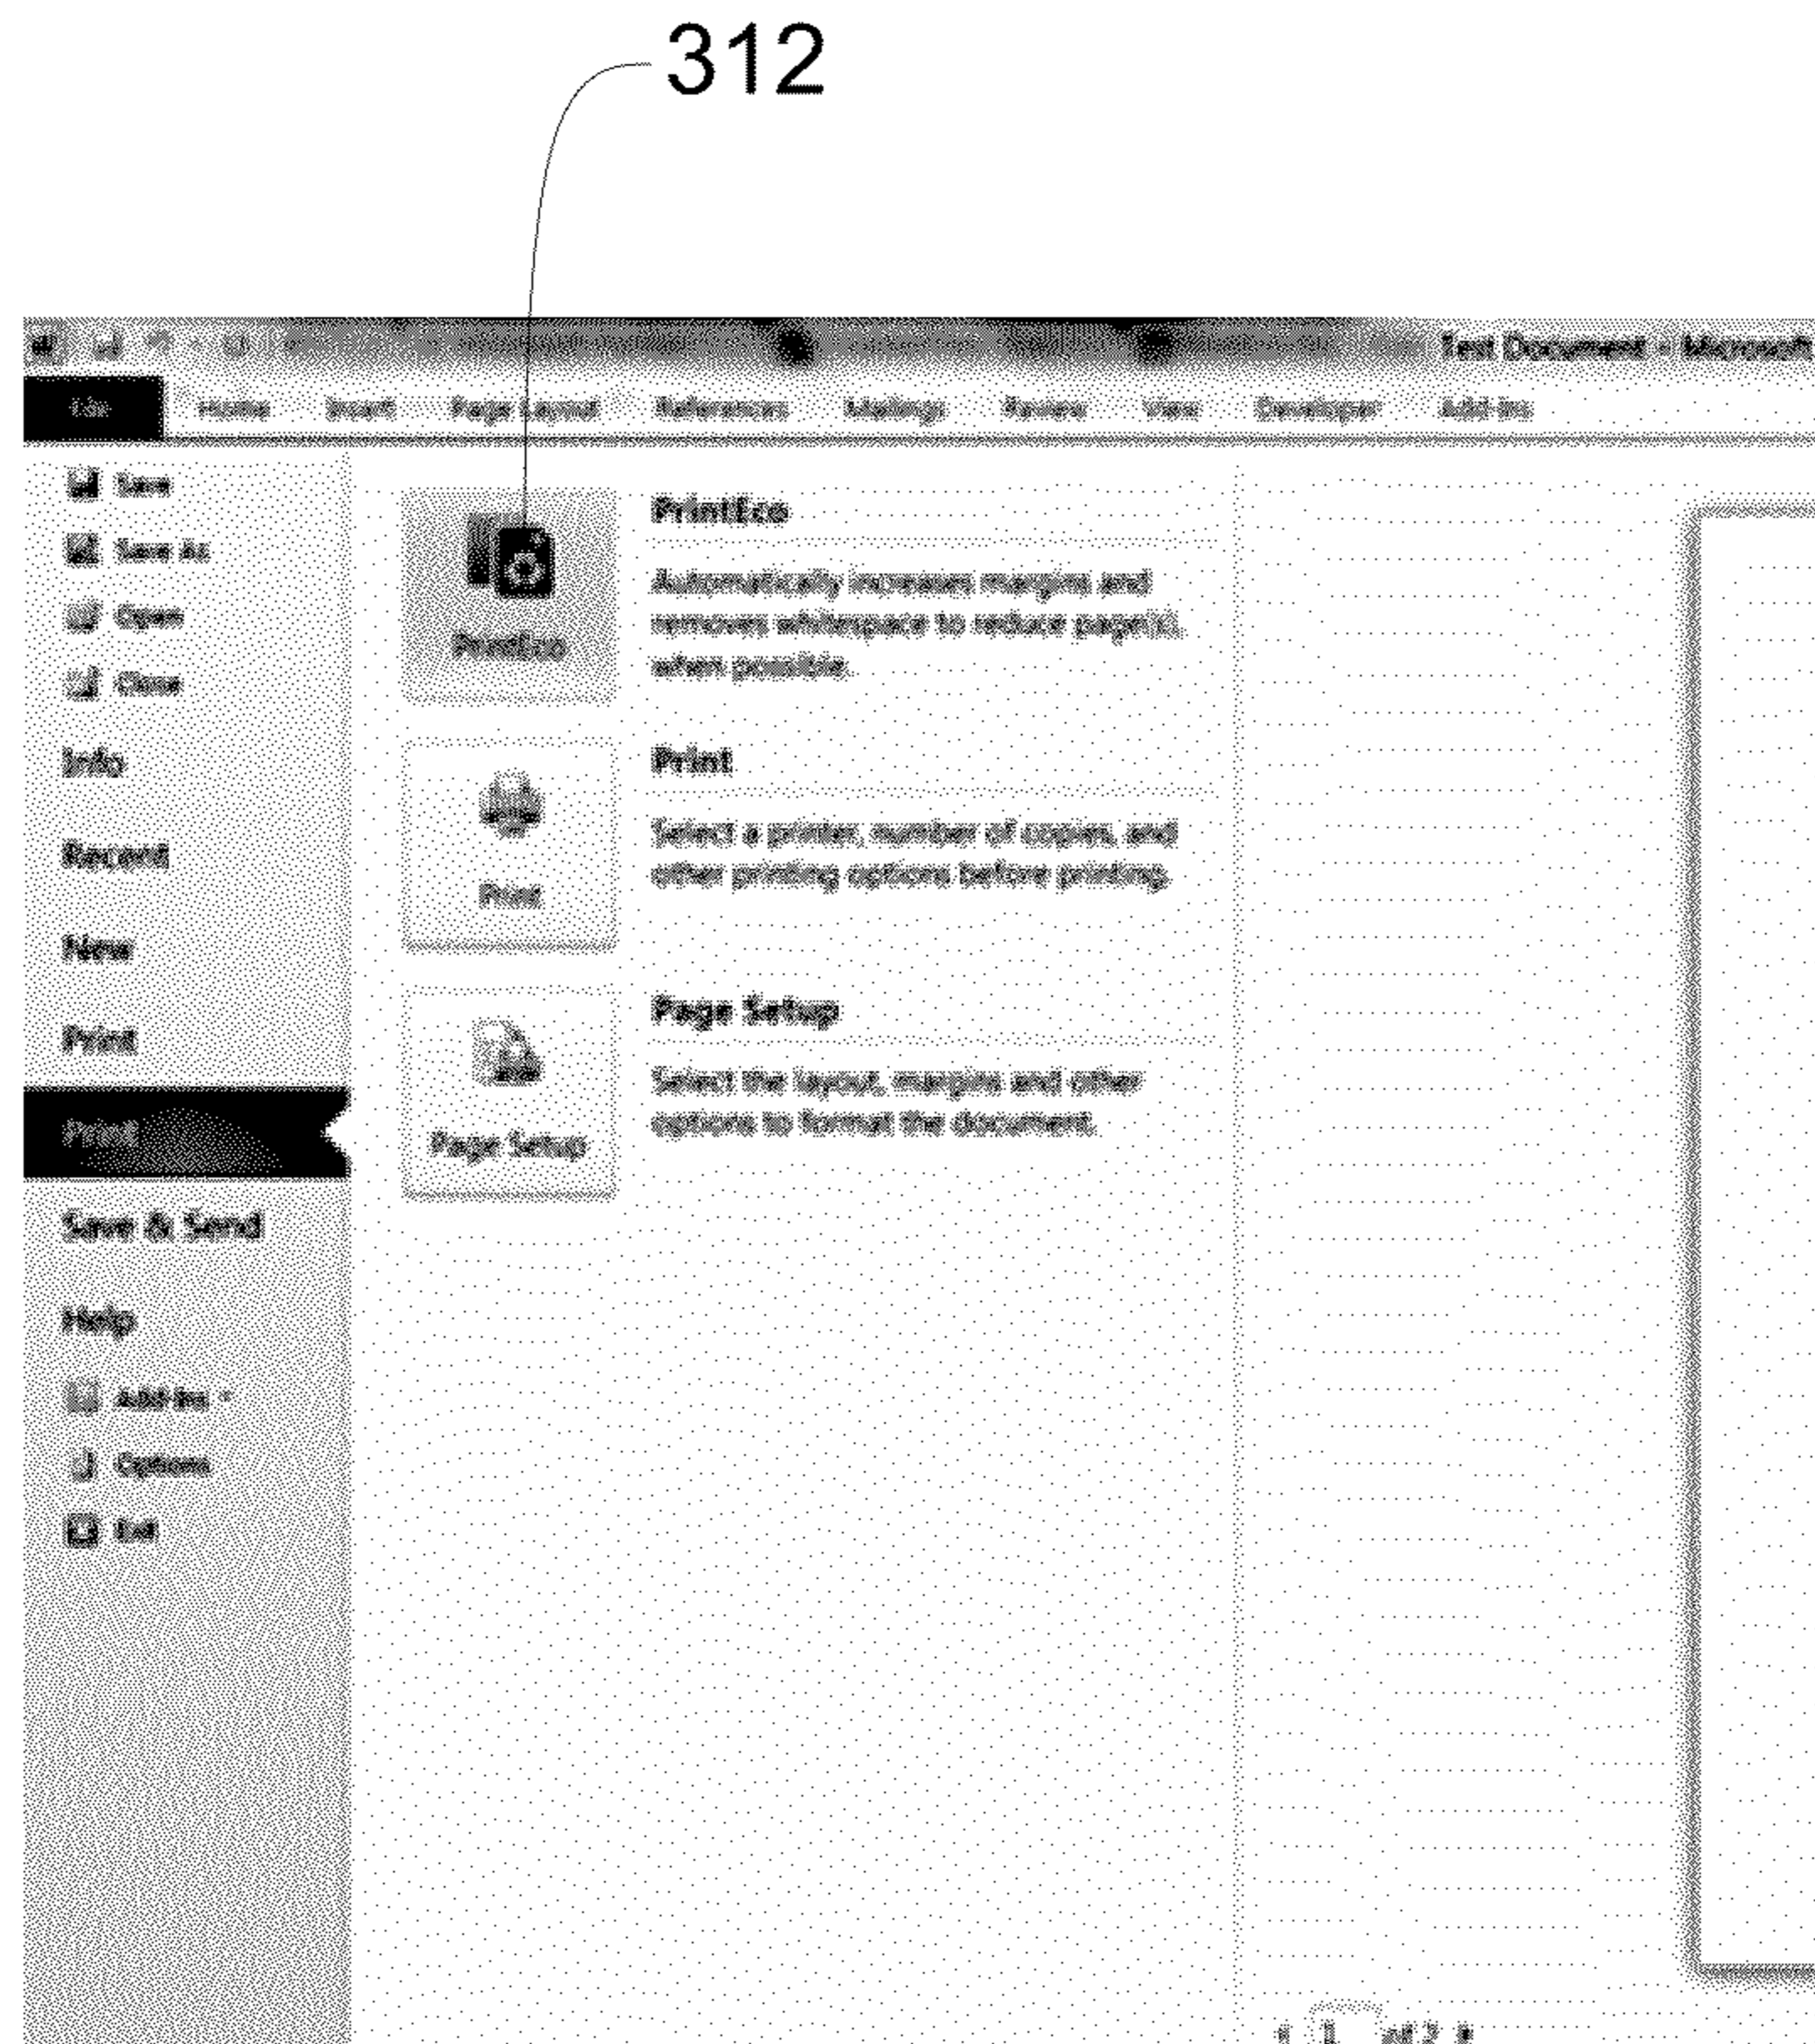 312
Test Document - Microsoft
File Home Insert Page Layout References Mailings Review View Developer Add-Ins
Save
Save As
Open
Close
Info
Recent
New
Print
Print
Save & Send
Help
Add-Ins
Options
Exit
PrintEco
PrintEco
Automatically increases margins and
removes whitespace to reduce page(s),
when possible.
Print
Print
Select a printer, number of copies, and
other printing options before printing.
Page Setup
Page Setup
Select the layout, margins and other
options to format the document.
1 of 2